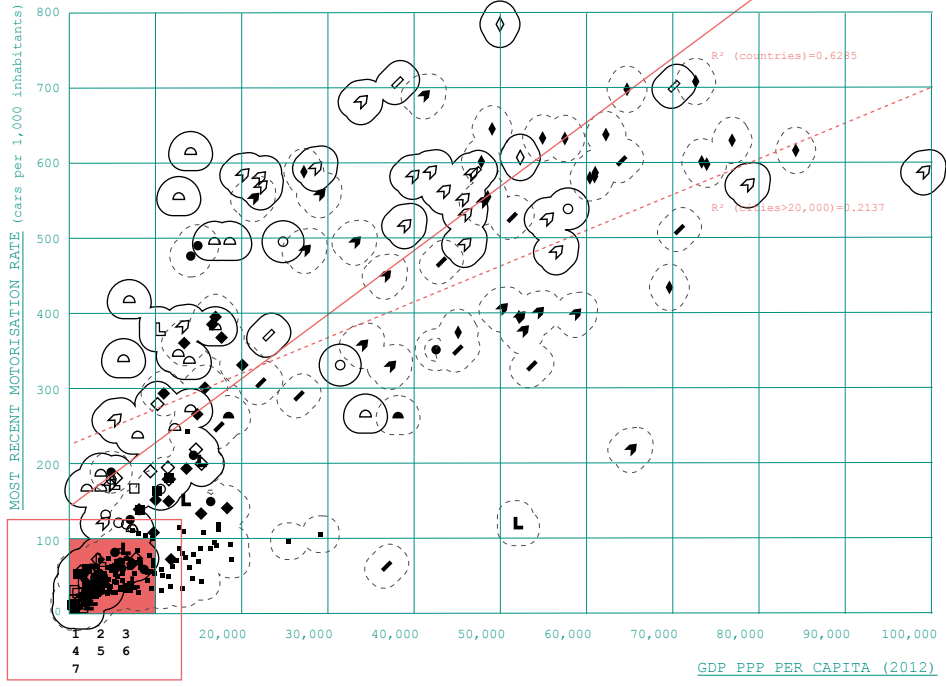 800
R² (countries)=0.6285
700
600
R² (cities>20,000)=0.2137
500
400
300
200
100
0
MOST RECENT MOTORISATION RATE (cars per 1,000 inhabitants)
L
L
1 2 3
4 5 6
7
20,000 30,000 40,000 50,000 60,000 70,000 80,000 90,000 100,000
GDP PPP PER CAPITA (2012)